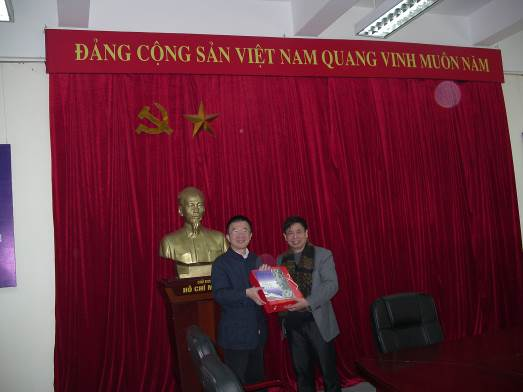 ĐẢNG CỘNG SẢN VIỆT NAM QUANG VINH MUÔN NĂM
HỒ CHÍ